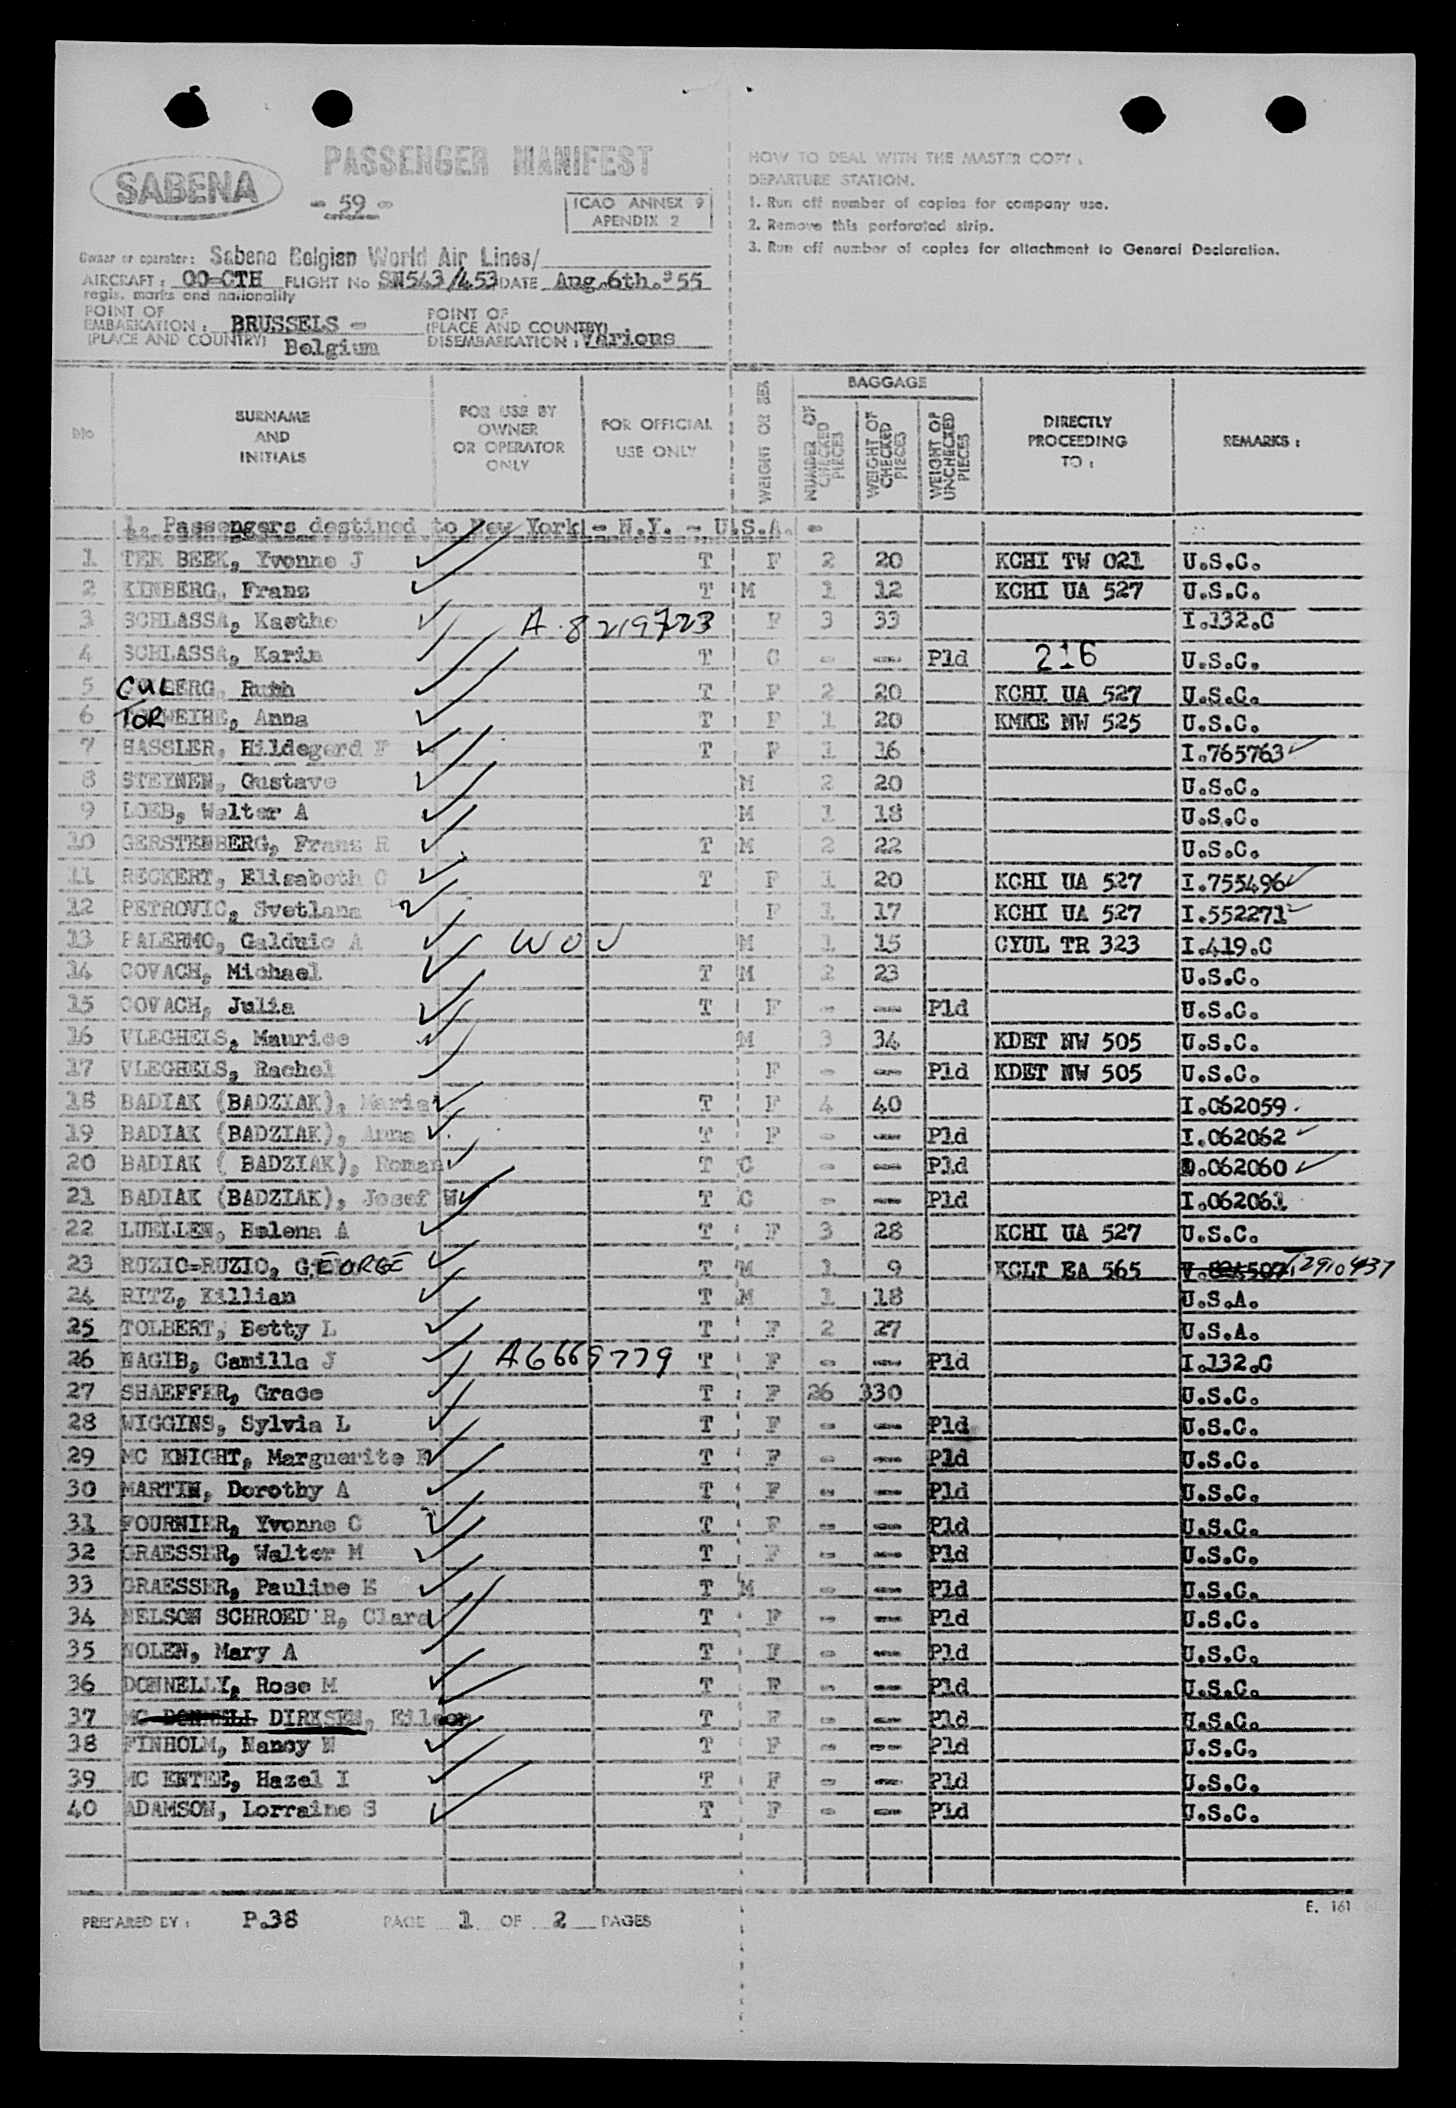 SABENA
PASSENGER MANIFEST
- 59 -
ICAO ANNEX 9
APENDIX 2
HOW TO DEAL WITH THE MASTER COPY :
DEPARTURE STATION.
1. Run off number of copies for company use.
2. Remove this perforated strip.
3. Run off number of copies for attachment to General Declaration.
Owner or operator: Sabena Belgian World Air Lines/
AIRCRAFT : OO-CTH FLIGHT No SN543/453 DATE Aug.6th.'55
regis. marks and nationality
POINT OF EMBARKATION : BRUSSELS -
(PLACE AND COUNTRY) Belgium
POINT OF
(PLACE AND COUNTRY)
DISEMBARKATION : Various
No
SURNAME AND INITIALS
FOR USE BY OWNER OR OPERATOR ONLY
FOR OFFICIAL USE ONLY
WEIGHT OR SEX
BAGGAGE
NUMBER OF CHECKED PIECES
WEIGHT OF CHECKED PIECES
WEIGHT OF UNCHECKED PIECES
DIRECTLY PROCEEDING TO :
REMARKS :
1. Passengers destined to New York - N.Y. - U.S.A. -
1 TER BEEK, Yvonne J T F 2 20 KCHI TW 021 U.S.C.
2 KINBERG, Franz T M 1 12 KCHI UA 527 U.S.C.
3 SCHLASSA, Kaethe A.8219723 F 3 33 I.132.C
4 SCHLASSA, Karin T C - -- Pld 216 U.S.C.
5 CULBERG, Ruth T F 2 20 KCHI UA 527 U.S.C.
6 TORWEIHE, Anna T F 1 20 KMKE NW 525 U.S.C.
7 HASSLER, Hildegerd F T F 1 16 I.765763
8 STEYNEN, Gustave M 2 20 U.S.C.
9 LOEB, Walter A M 1 18 U.S.C.
10 GERSTENBERG, Franz R T M 2 22 U.S.C.
11 RECKERT, Elisabeth C T F 1 20 KCHI UA 527 I.755496
12 PETROVIC, Svetlana F 1 17 KCHI UA 527 I.552271
13 PALERMO, Galduio A WOU M 1 15 CYUL TR 323 I.419.C
14 COVACH, Michael T M 2 23 U.S.C.
15 COVACH, Julia T F - -- Pld U.S.C.
16 VLEGHELS, Maurice M 3 34 KDET NW 505 U.S.C.
17 VLEGHELS, Rachel F - -- Pld KDET NW 505 U.S.C.
18 BADIAK (BADZIAK), Maria T F 4 40 I.062059
19 BADIAK (BADZIAK), Anna T F - -- Pld I.062062
20 BADIAK ( BADZIAK), Roman T C - -- Pld .062060
21 BADIAK (BADZIAK), Josef W T C - -- Pld I.062061
22 LUELLEN, Helena A T F 3 28 KCHI UA 527 U.S.C.
23 RUZIC=RUZIO, GEORGE T M 1 9 KCLT EA 565
24 RITZ, Killian T M 1 18 U.S.A.
25 TOLBERT, Betty L T F 2 27 U.S.A.
26 NAGIB, Camilla J A6669779 T F - -- Pld I.132.C
27 SHAEFFER, Grace T F 26 330 U.S.C.
28 WIGGINS, Sylvia L T F - -- Pld U.S.C.
29 MC KNIGHT, Marguerite T F - -- Pld U.S.C.
30 MARTIN, Dorothy A T F - -- Pld U.S.C.
31 FOURNIER, Yvonne C T F - -- Pld U.S.C.
32 GRAESSER, Walter M T F - -- Pld U.S.C.
33 GRAESSER, Pauline E T M - -- Pld U.S.C.
34 NELSON SCHROED'R, Clara T F - -- Pld U.S.C.
35 NOLEN, Mary A T F - -- Pld U.S.C.
36 DONNELLY, Rose M T F - -- Pld U.S.C.
37 MC DONNELL DIRKSEN, Eileen T F - -- Pld U.S.C.
38 FINHOLM, Nancy N T F - -- Pld U.S.C.
39 MC ENTEE, Hazel I T F - -- Pld U.S.C.
40 ADAMSON, Lorraine S T F - -- Pld U.S.C.
PREPARED BY : P.38 PAGE 1 OF 2 PAGES
E. 161